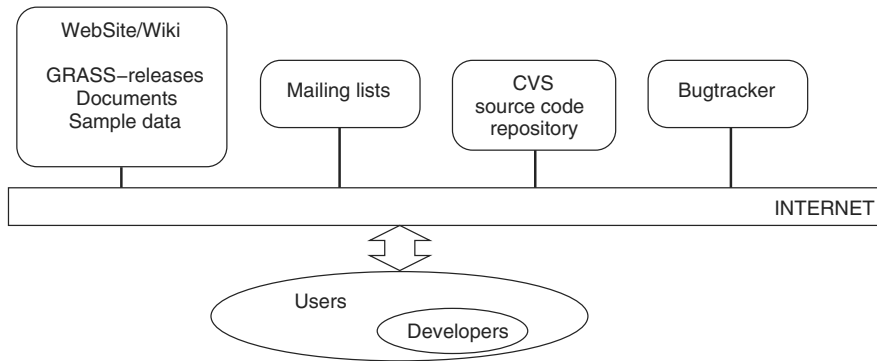 WebSite/Wiki
GRASS−releases
Documents
Sample data
Mailing lists
CVS
source code
repository
Bugtracker
INTERNET
Users
Developers